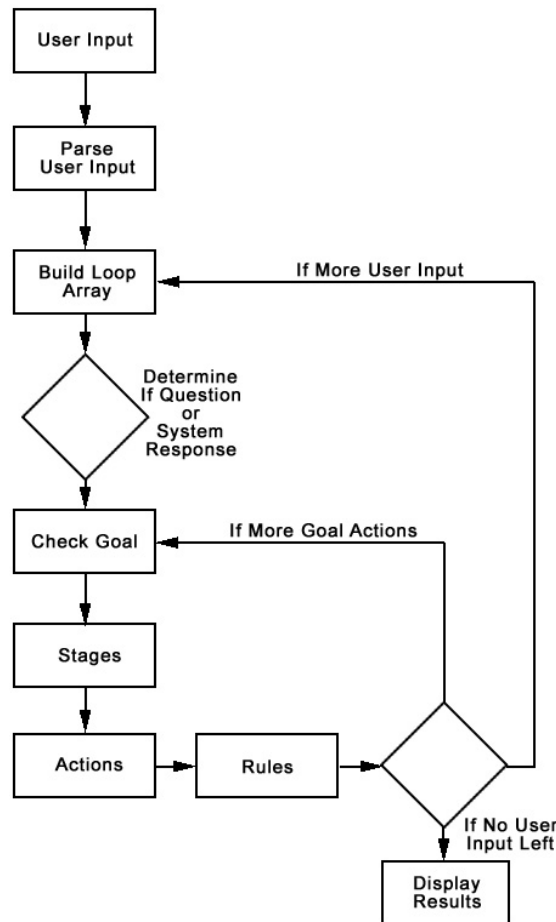 User Input
Parse
User Input
Build Loop
Array
If More User Input
Determine
If Question
or
System
Response
Check Goal
If More Goal Actions
Stages
Actions
Rules
If No User
Input Left
Display
Results